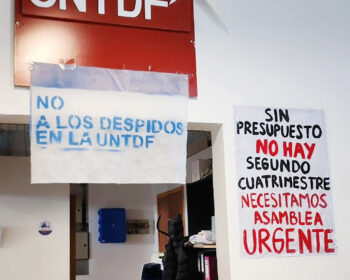 UNTDF
NO
A LOS DESPIDOS
EN LA UNTDF
SIN
PRESUPUESTO
NO HAY
SEGUNDO
CUATRIMESTRE
NECESITAMOS
ASAMBLEA
URGENTE